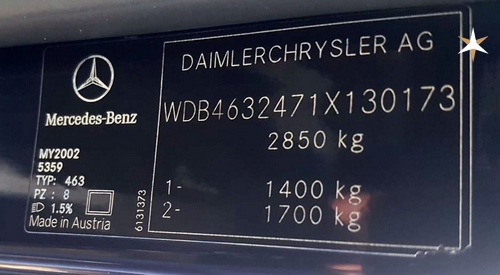 DAIMLERCHRYSLER AG
WDB4632471X130173
2850 kg
1- 1400 kg
2- 1700 kg
Mercedes-Benz
MY2002
5359
TYP: 463
PZ : 8
1.5%
Made in Austria
6131373